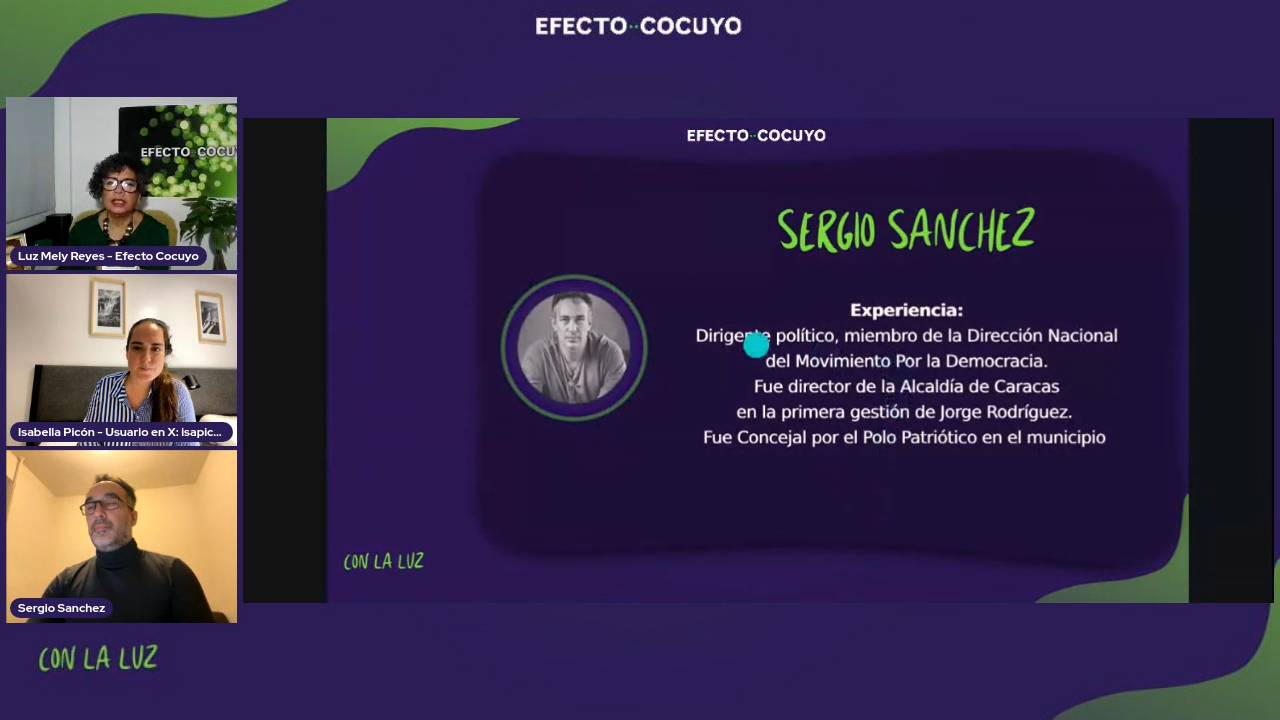 EFECTO··COCUYO
EFECTO··COCUYO
SERGIO SANCHEZ
Experiencia:
Dirigente político, miembro de la Dirección Nacional
del Movimiento Por la Democracia.
Fue director de la Alcaldía de Caracas
en la primera gestión de Jorge Rodríguez.
Fue Concejal por el Polo Patriótico en el municipio
CON LA LUZ
EFECTO COCU
Luz Mely Reyes - Efecto Cocuyo
Isabella Picón - Usuario en X: isapic...
Sergio Sanchez
CON LA LUZ